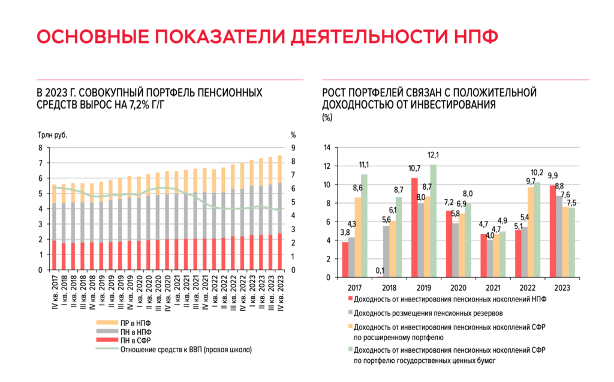 ОСНОВНЫЕ ПОКАЗАТЕЛИ ДЕЯТЕЛЬНОСТИ НПФ
В 2023 Г. СОВОКУПНЫЙ ПОРТФЕЛЬ ПЕНСИОННЫХ
СРЕДСТВ ВЫРОС НА 7,2% Г/Г
Трлн руб.
%
8
7
6
5
4
3
2
1
0
9
8
7
6
5
4
3
2
1
0
IV кв. 2017
I кв. 2018
II кв. 2018
III кв. 2018
IV кв. 2018
I кв. 2019
II кв. 2019
III кв. 2019
IV кв. 2019
I кв. 2020
II кв. 2020
III кв. 2020
IV кв. 2020
I кв. 2021
II кв. 2021
III кв. 2021
IV кв. 2021
I кв. 2022
II кв. 2022
III кв. 2022
IV кв. 2022
I кв. 2023
II кв. 2023
III кв. 2023
IV кв. 2023
ПР в НПФ
ПН в НПФ
ПН в СФР
Отношение средств к ВВП (правая шкала)
РОСТ ПОРТФЕЛЕЙ СВЯЗАН С ПОЛОЖИТЕЛЬНОЙ
ДОХОДНОСТЬЮ ОТ ИНВЕСТИРОВАНИЯ
(%)
14
12
10
8
6
4
2
0
3,8
4,3
8,6
11,1
0,1
5,6
6,1
8,7
10,7
8,0
8,7
12,1
7,2
5,8
6,9
8,0
4,7
4,0
4,7
4,9
5,1
5,4
9,7
10,2
9,9
8,8
7,6
7,5
2017
2018
2019
2020
2021
2022
2023
Доходность от инвестирования пенсионных накоплений НПФ
Доходность размещения пенсионных резервов
Доходность от инвестирования пенсионных накоплений СФР
по расширенному портфелю
Доходность от инвестирования пенсионных накоплений СФР
по портфелю государственных ценных бумаг